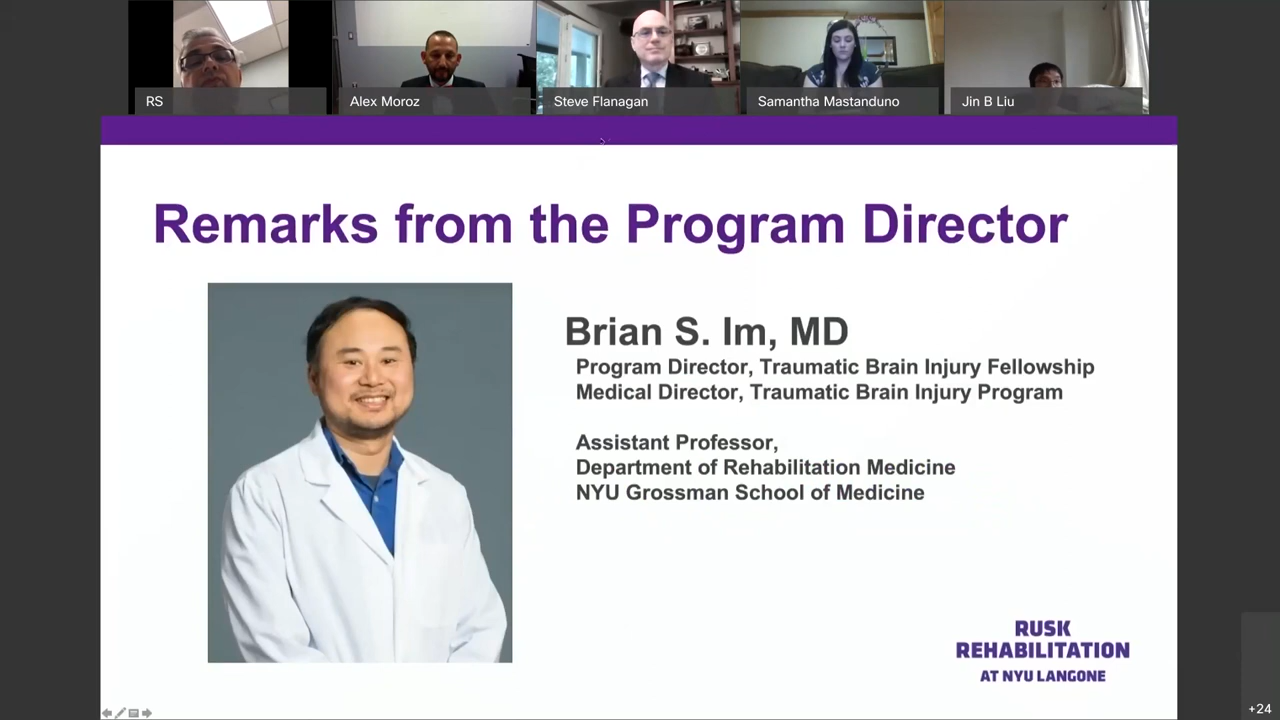 RS
Alex Moroz
Steve Flanagan
Samantha Mastanduno
Jin B Liu
Remarks from the Program Director
Brian S. Im, MD
Program Director, Traumatic Brain Injury Fellowship
Medical Director, Traumatic Brain Injury Program
Assistant Professor,
Department of Rehabilitation Medicine
NYU Grossman School of Medicine
RUSK
REHABILITATION
AT NYU LANGONE
+24